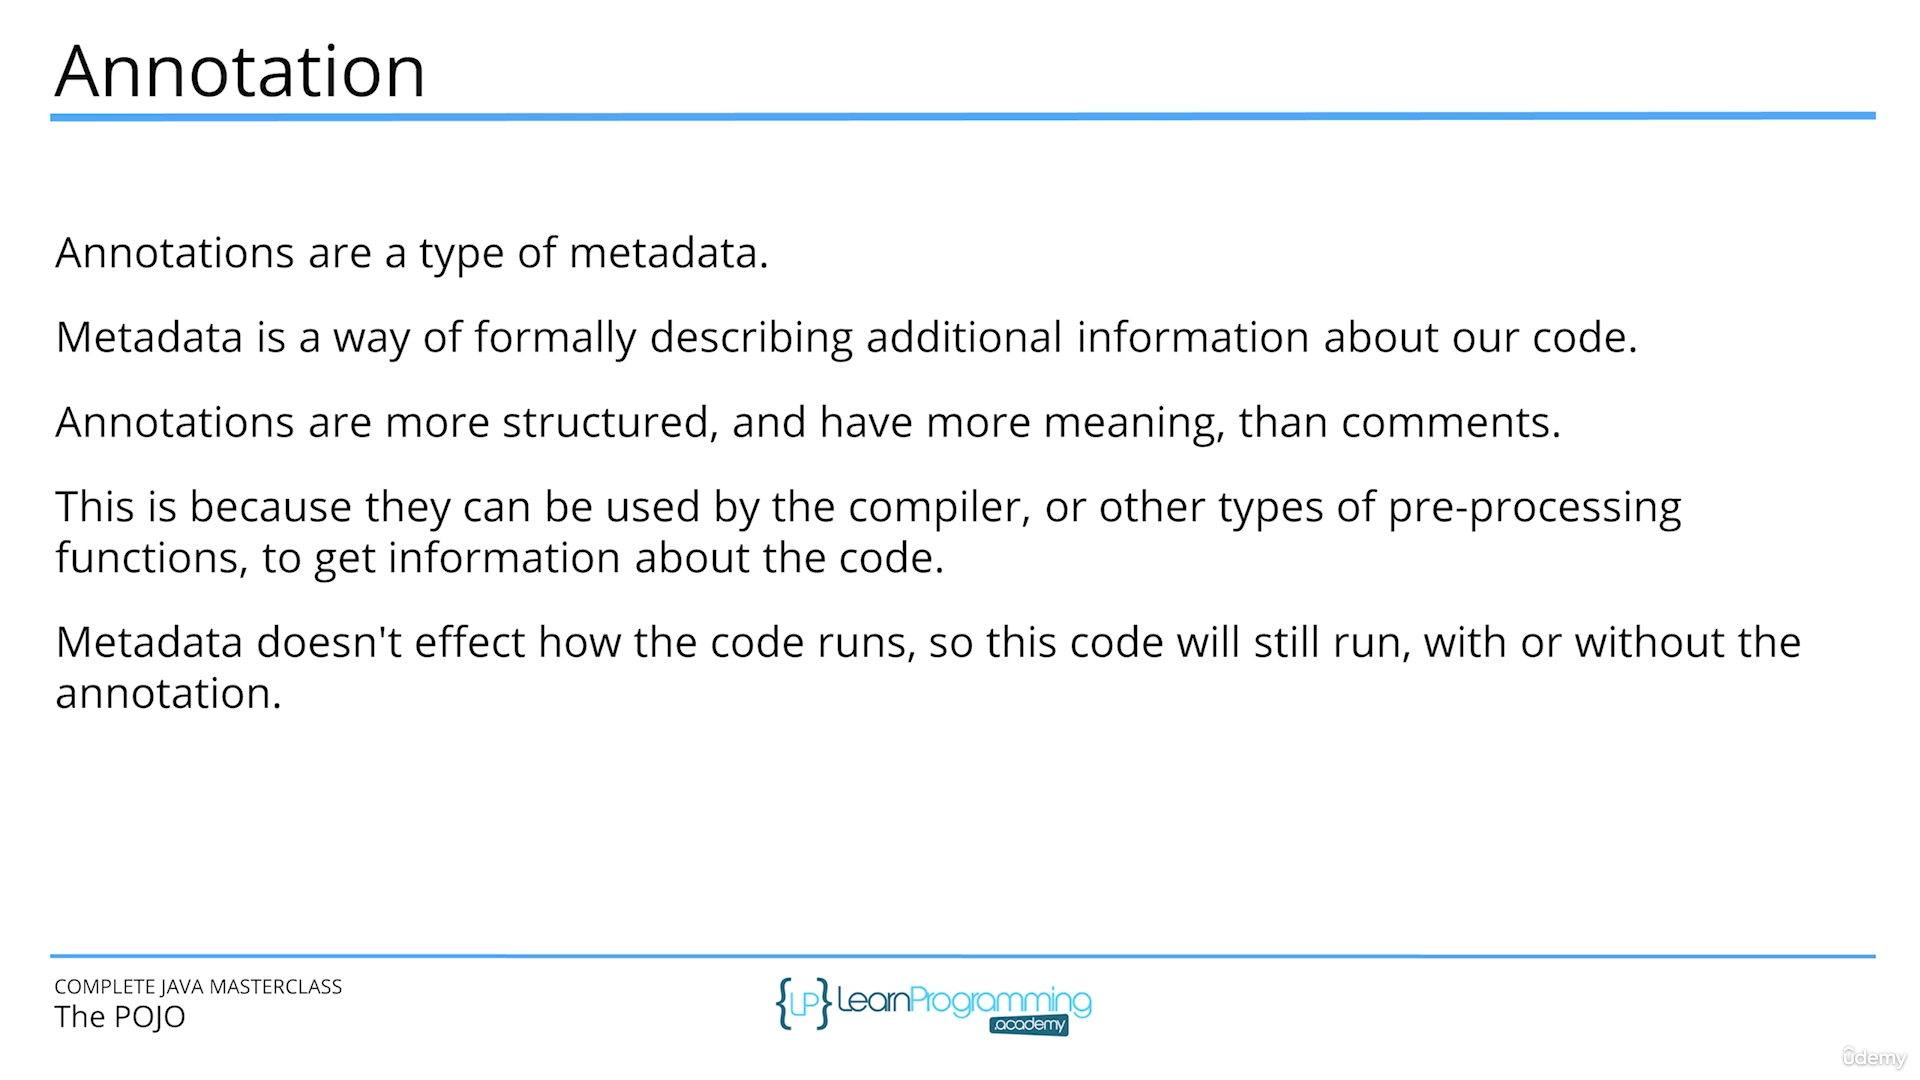 Annotation
Annotations are a type of metadata.
Metadata is a way of formally describing additional information about our code.
Annotations are more structured, and have more meaning, than comments.
This is because they can be used by the compiler, or other types of pre-processing
functions, to get information about the code.
Metadata doesn't effect how the code runs, so this code will still run, with or without the
annotation.
COMPLETE JAVA MASTERCLASS
The POJO
{LP} LearnProgramming
.academy
ûdemy